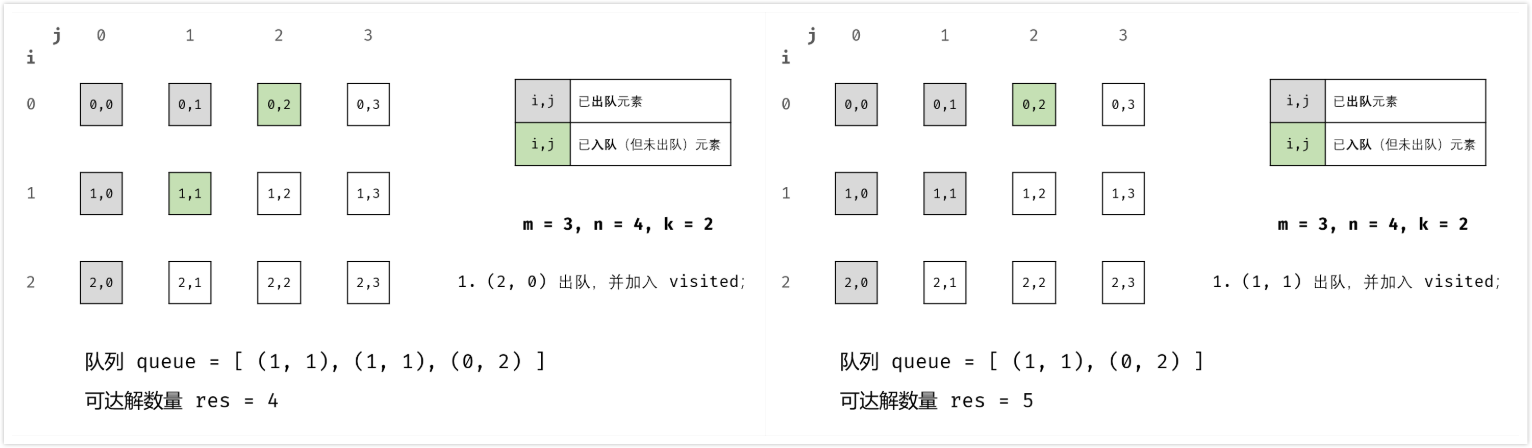 j 0 1 2 3
i
0 0,0 0,1 0,2 0,3
i,j 已出队元素
i,j 已入队（但未出队）元素
1 1,0 1,1 1,2 1,3
m = 3, n = 4, k = 2
2 2,0 2,1 2,2 2,3
1. (2, 0) 出队，并加入 visited;
队列 queue = [ (1, 1), (1, 1), (0, 2) ]
可达解数量 res = 4
j 0 1 2 3
i
0 0,0 0,1 0,2 0,3
i,j 已出队元素
i,j 已入队（但未出队）元素
1 1,0 1,1 1,2 1,3
m = 3, n = 4, k = 2
2 2,0 2,1 2,2 2,3
1. (1, 1) 出队，并加入 visited;
队列 queue = [ (1, 1), (0, 2) ]
可达解数量 res = 5